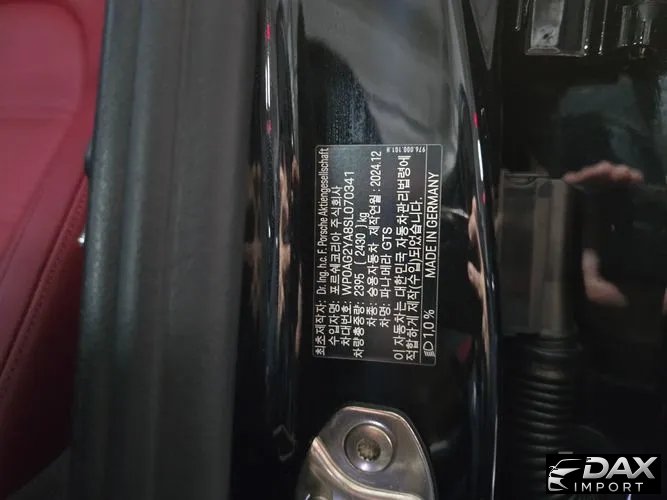 최초제작자: Dr. Ing. h.c. F. Porsche Aktiengesellschaft
수입자명: 포르쉐코리아 주식회사
차대번호: WP0AG2YA8SL070341
차량총중량: 2395 ( 2430 ) kg
차종: 승용자동차 제작연월: 2024.12
차명: 파나메라 GTS
이 자동차는 대한민국 자동차관리법령에
적합하게 제작(수입)되었습니다.
1,0% MADE IN GERMANY
976.000.101.H
DAX
IMPORT